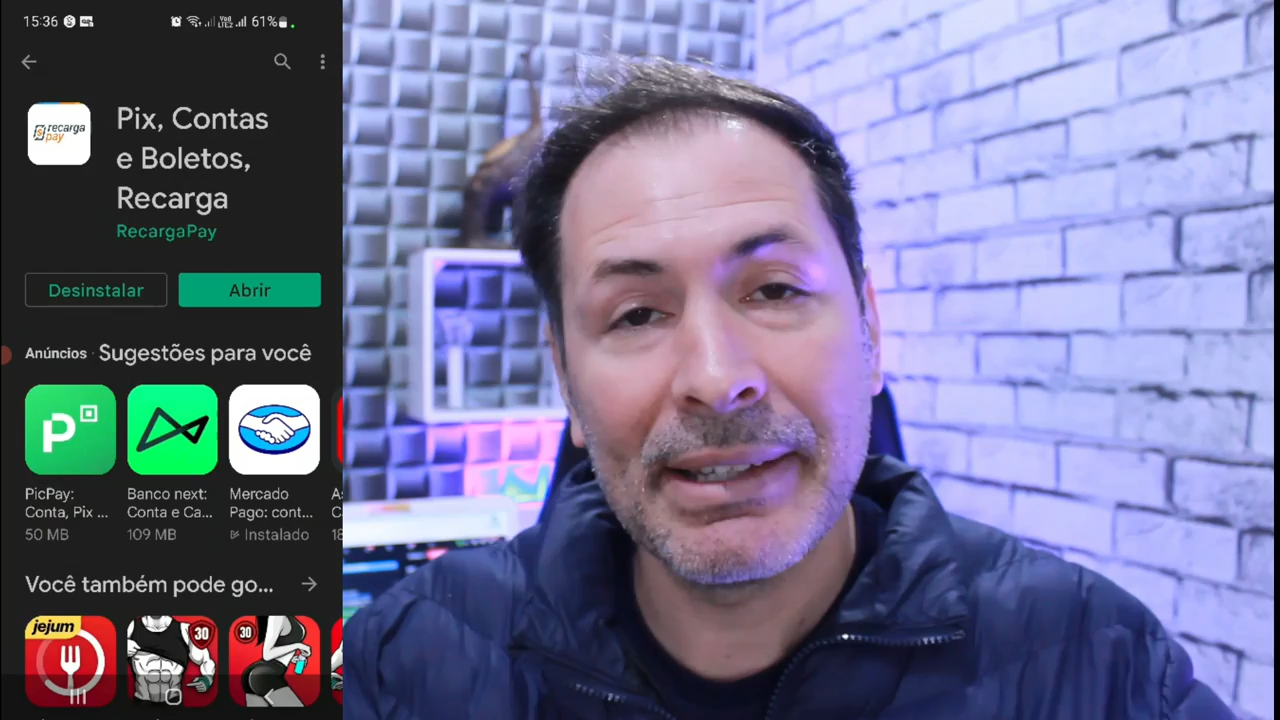 15:36
61%
recarga
pay
Pix, Contas
e Boletos,
Recarga
RecargaPay
Desinstalar
Abrir
Anúncios · Sugestões para você
PicPay:
Conta, Pix ...
50 MB
Banco next:
Conta e Ca...
109 MB
Mercado
Pago: cont...
Instalado
Você também pode go...
jejum
30
30